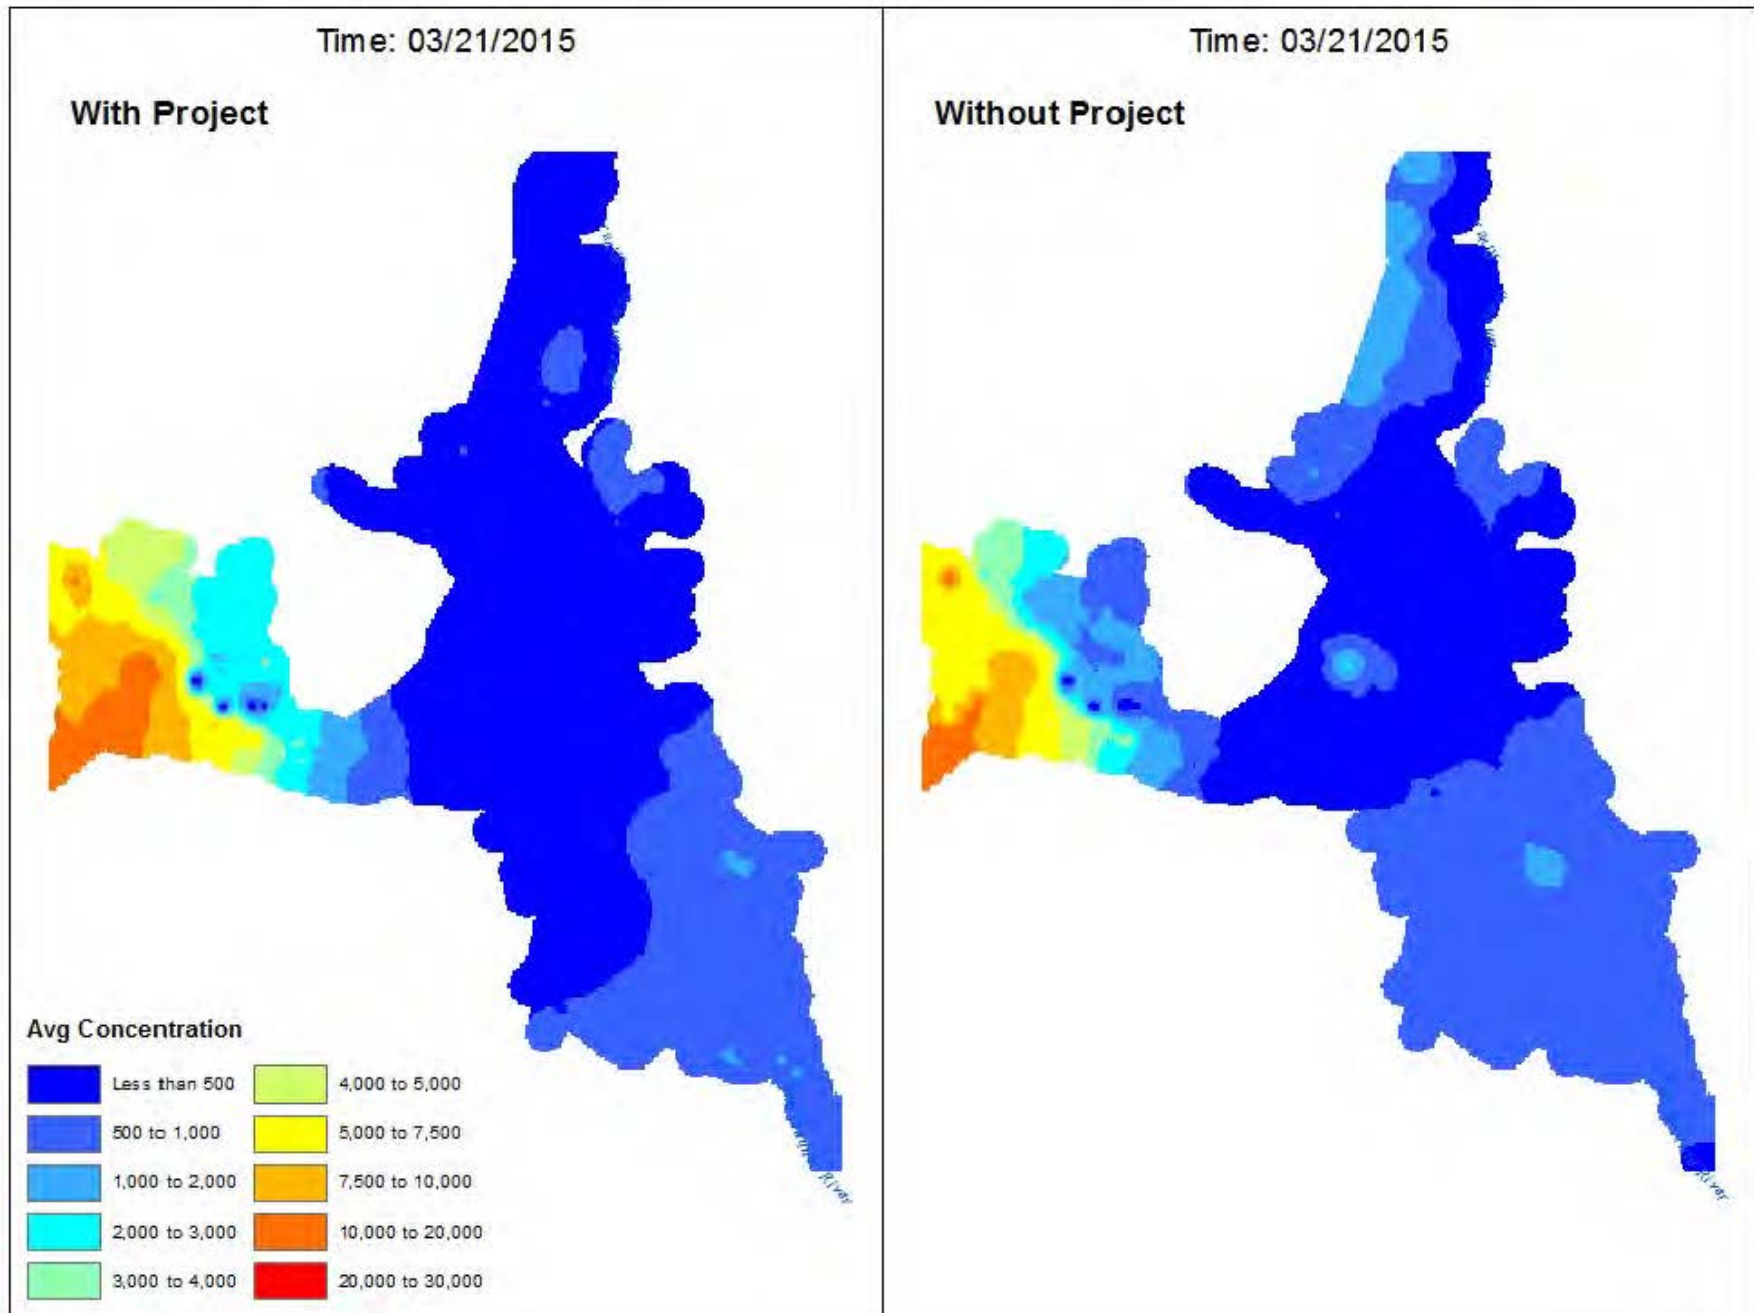 Time: 03/21/2015
With Project
Time: 03/21/2015
Without Project
River
River
Avg Concentration
Less than 500
500 to 1,000
1,000 to 2,000
2,000 to 3,000
3,000 to 4,000
4,000 to 5,000
5,000 to 7,500
7,500 to 10,000
10,000 to 20,000
20,000 to 30,000